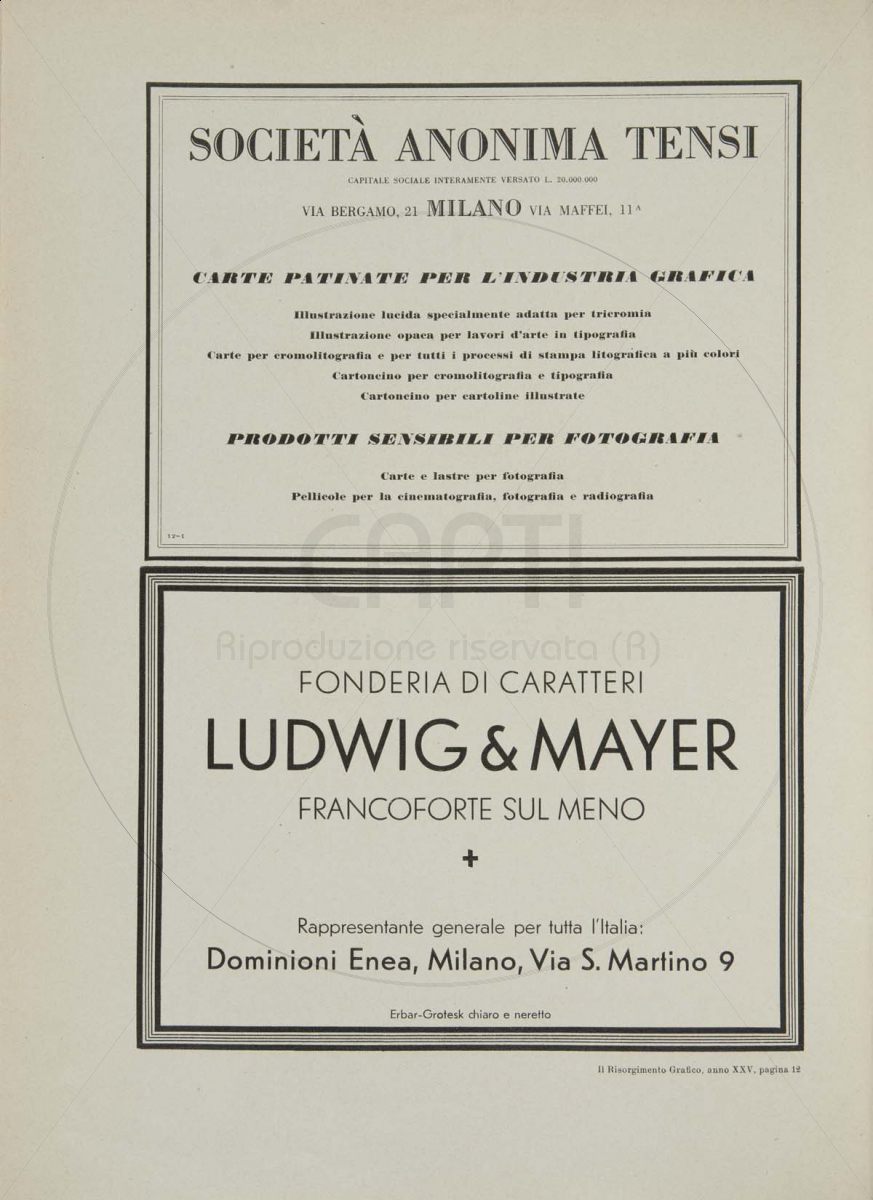 SOCIETÀ ANONIMA TENSI
CAPITALE SOCIALE INTERAMENTE VERSATO L. 20.000.000
VIA BERGAMO, 21 MILANO VIA MAFFEI, 11ᴬ
CARTE PATINATE PER L'INDUSTRIA GRAFICA
Illustrazione lucida specialmente adatta per tricromia
Illustrazione opaca per lavori d'arte in tipografia
Carte per cromolitografia e per tutti i processi di stampa litografica a più colori
Cartoncino per cromolitografia e tipografia
Cartoncino per cartoline illustrate
PRODOTTI SENSIBILI PER FOTOGRAFIA
Carte e lastre per fotografia
Pellicole per la cinematografia, fotografia e radiografia
12-1
CAPTI
Riproduzione riservata (R)
FONDERIA DI CARATTERI
LUDWIG & MAYER
FRANCOFORTE SUL MENO
+
Rappresentante generale per tutta l'Italia:
Dominioni Enea, Milano, Via S. Martino 9
Erbar-Grotesk chiaro e neretto
Il Risorgimento Grafico, anno XXV, pagina 12